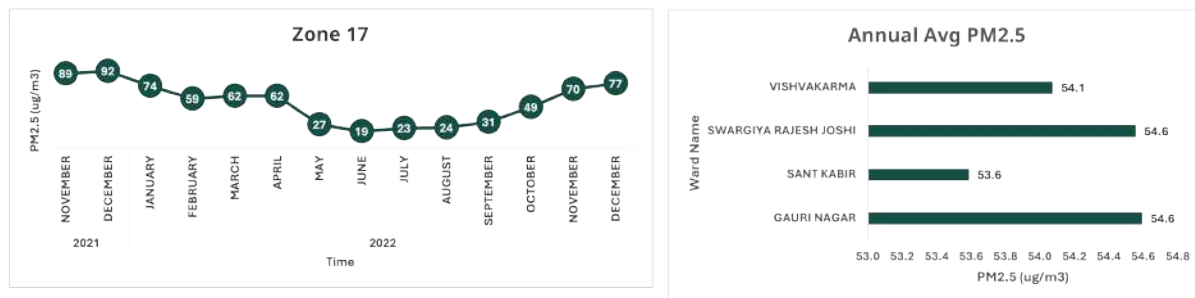 Zone 17
PM2.5 (ug/m3)
89 92 74 59 62 62 27 19 23 24 31 49 70 77
NOVEMBER DECEMBER JANUARY FEBRUARY MARCH APRIL MAY JUNE JULY AUGUST SEPTEMBER OCTOBER NOVEMBER DECEMBER
2021 2022
Time
Annual Avg PM2.5
Ward Name
VISHVAKARMA 54.1
SWARGIYA RAJESH JOSHI 54.6
SANT KABIR 53.6
GAURI NAGAR 54.6
53.0 53.2 53.4 53.6 53.8 54.0 54.2 54.4 54.6 54.8
PM2.5 (ug/m3)